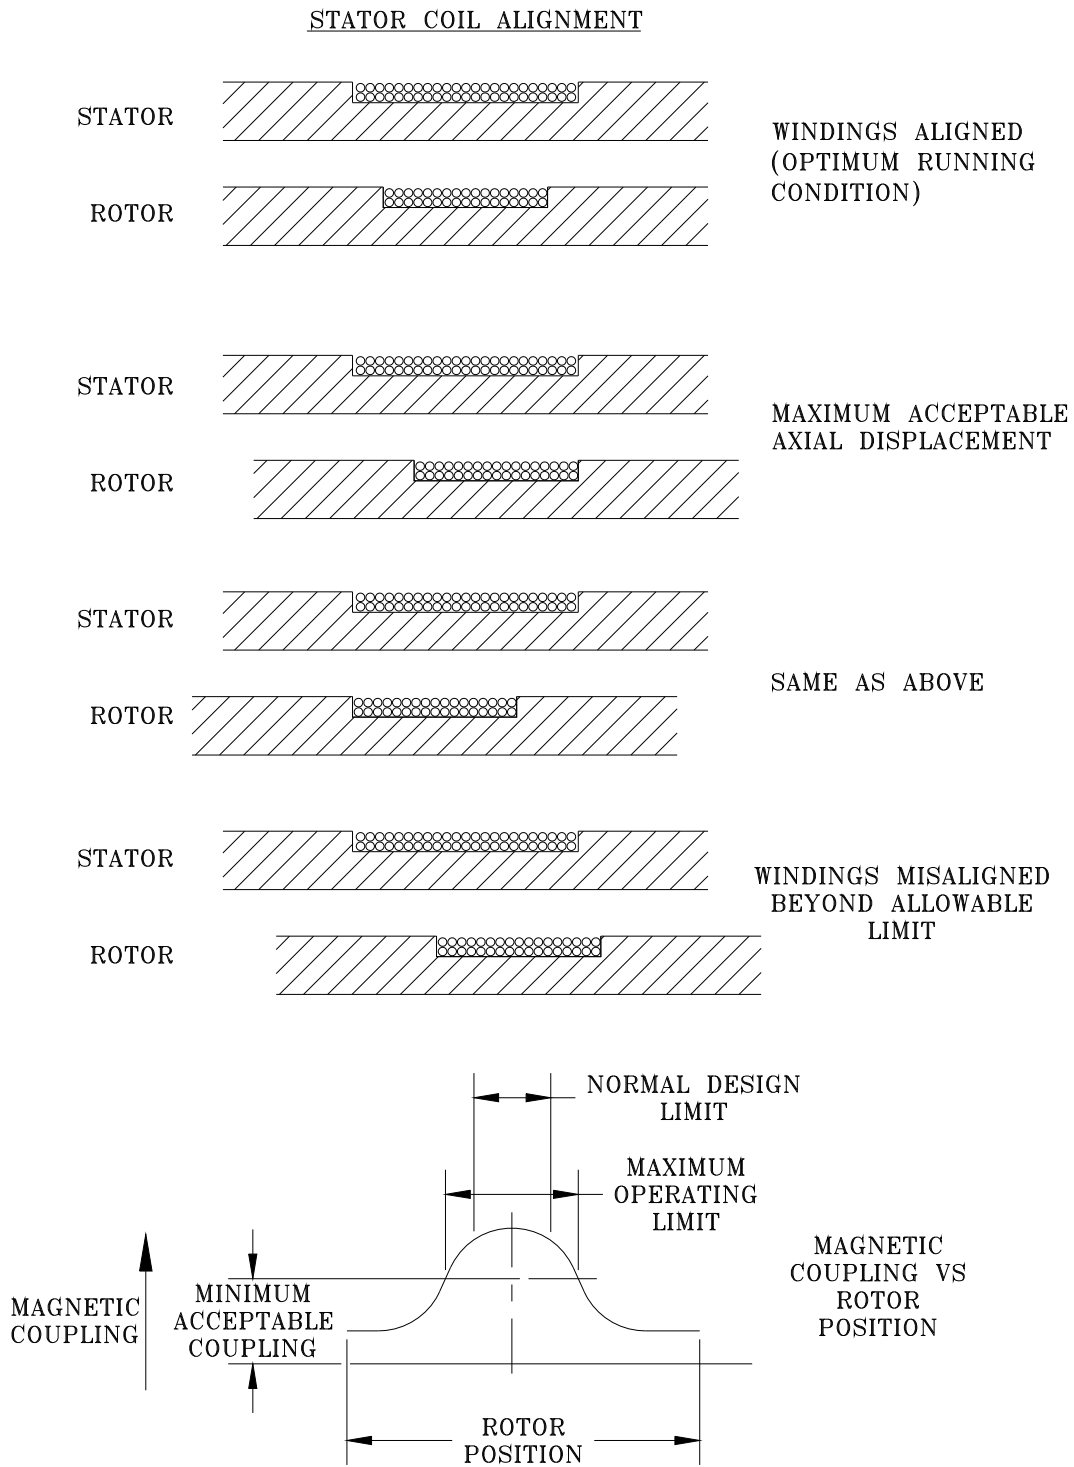 STATOR COIL ALIGNMENT
STATOR
WINDINGS ALIGNED
(OPTIMUM RUNNING
CONDITION)
ROTOR
STATOR
MAXIMUM ACCEPTABLE
AXIAL DISPLACEMENT
ROTOR
STATOR
SAME AS ABOVE
ROTOR
STATOR
WINDINGS MISALIGNED
BEYOND ALLOWABLE
LIMIT
ROTOR
NORMAL DESIGN
LIMIT
MAXIMUM
OPERATING
LIMIT
MAGNETIC
COUPLING VS
ROTOR
POSITION
MAGNETIC
COUPLING
MINIMUM
ACCEPTABLE
COUPLING
ROTOR
POSITION